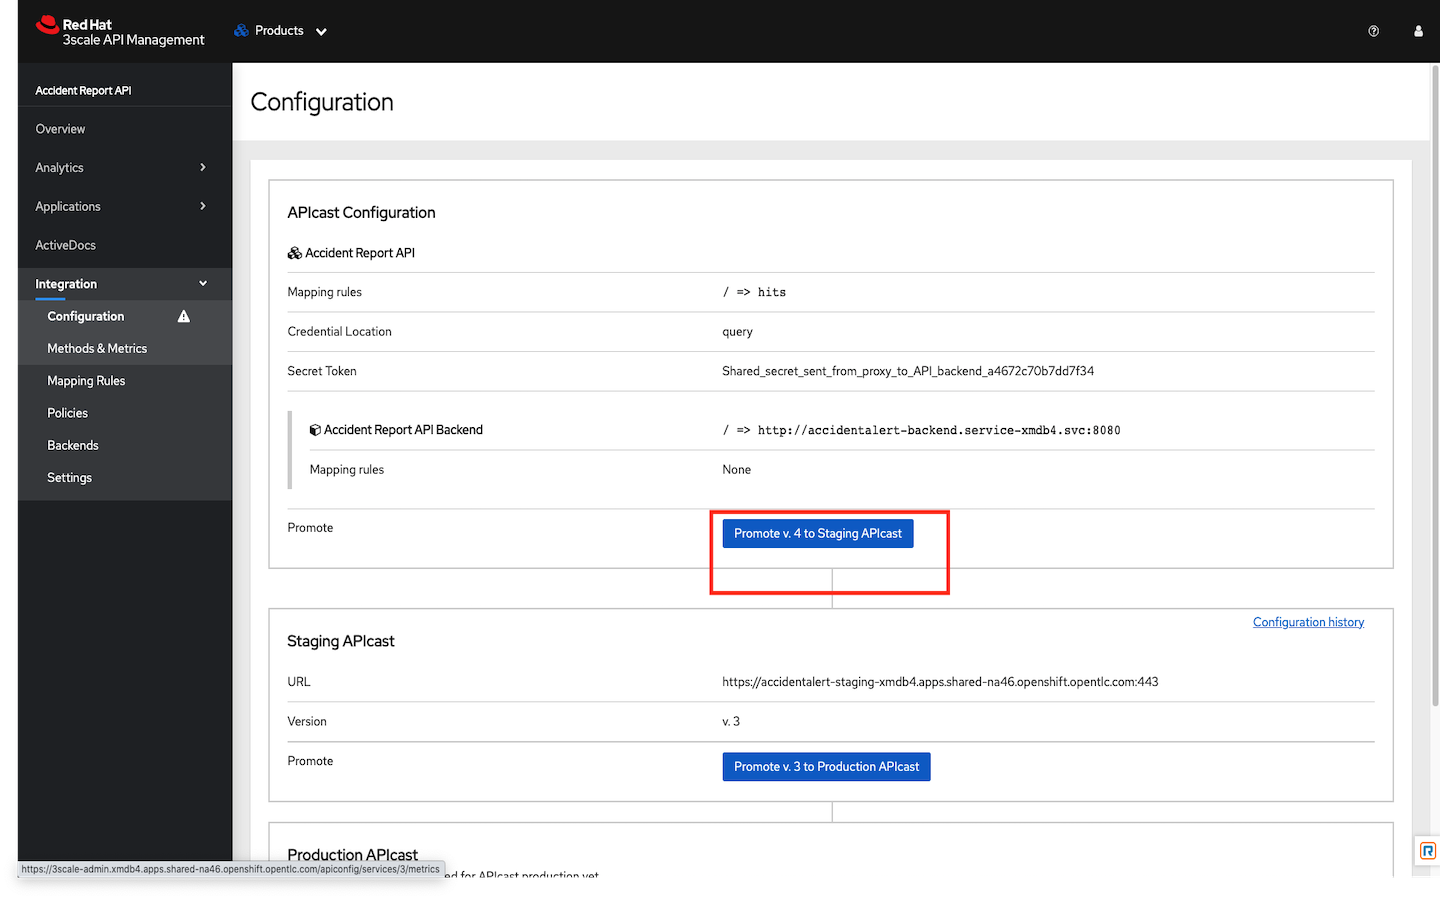 Red Hat
3scale API Management
Products
Accident Report API
Overview
Analytics
Applications
ActiveDocs
Integration
Configuration
Methods & Metrics
Mapping Rules
Policies
Backends
Settings
Configuration
APIcast Configuration
Accident Report API
Mapping rules / => hits
Credential Location query
Secret Token Shared_secret_sent_from_proxy_to_API_backend_a4672c70b7dd7f34
Accident Report API Backend / => http://accidentalert-backend.service-xmdb4.svc:8080
Mapping rules None
Promote Promote v. 4 to Staging APIcast
Configuration history
Staging APIcast
URL https://accidentalert-staging-xmdb4.apps.shared-na46.openshift.opentlc.com:443
Version v. 3
Promote Promote v. 3 to Production APIcast
Production APIcast
for APIcast production yet
https://3scale-admin.xmdb4.apps.shared-na46.openshift.opentlc.com/apiconfig/services/3/metrics